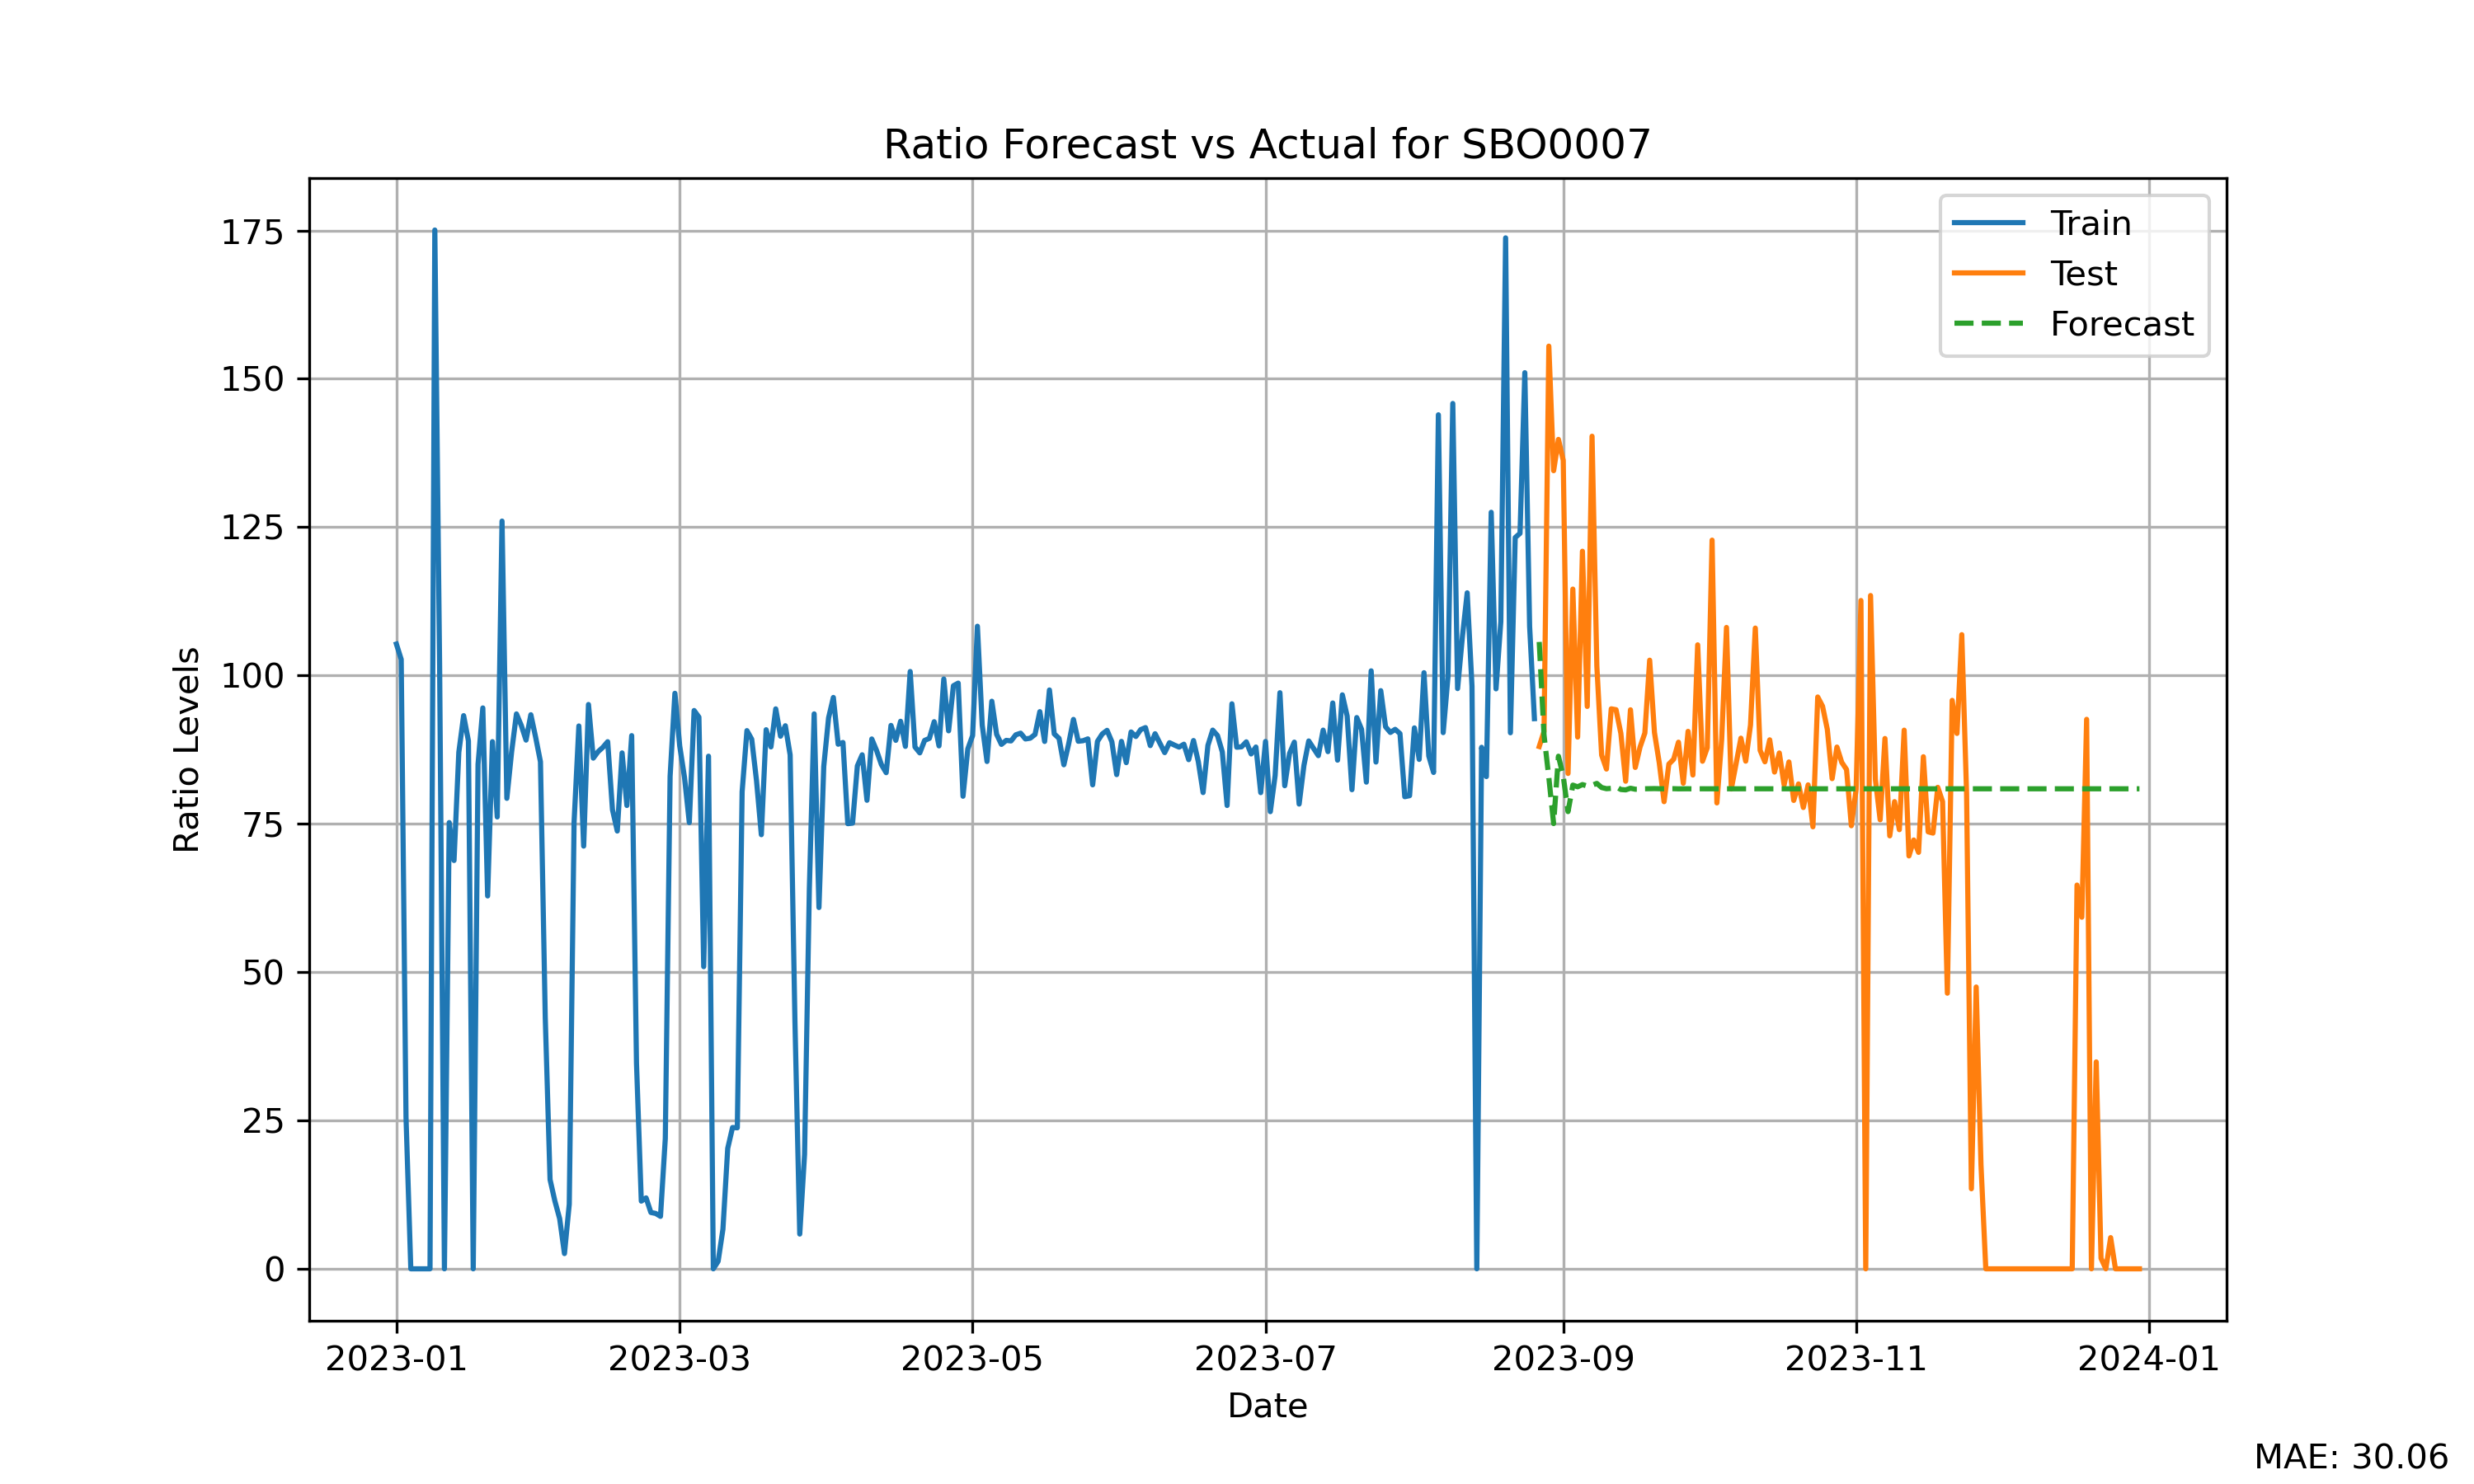 Ratio Forecast vs Actual for SBO0007
Train
Test
Forecast
Ratio Levels
175
150
125
100
75
50
25
0
2023-01
2023-03
2023-05
2023-07
2023-09
2023-11
2024-01
Date
MAE: 30.06